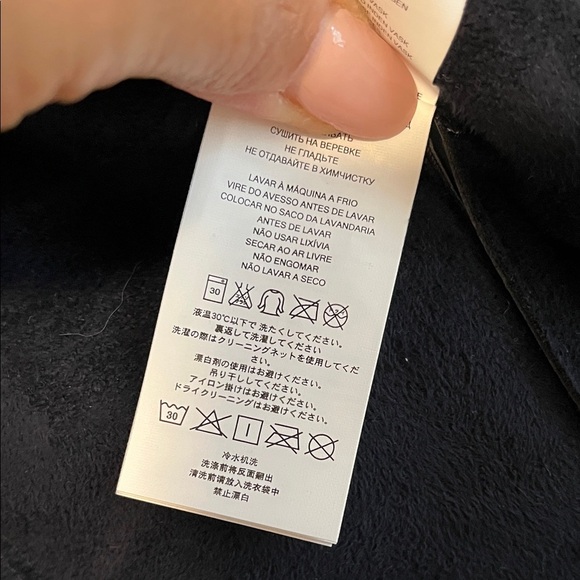 INNEN VASK
СУШИТЬ НА ВЕРЕВКЕ
НЕ ГЛАДЬТЕ
НЕ ОТДАВАЙТЕ В ХИМЧИСТКУ
LAVAR À MÁQUINA A FRIO
VIRE DO AVESSO ANTES DE LAVAR
COLOCAR NO SACO DA LAVANDARIA
ANTES DE LAVAR
NÃO USAR LIXÍVIA
SECAR AO AR LIVRE
NÃO ENGOMAR
NÃO LAVAR A SECO
30
液温30℃以下で 洗たくしてください。
裏返して洗濯してください
洗濯の際はクリーニングネットを使用してくだ
さい。
漂白剤の使用はお避けください。
吊り干ししてください。
アイロン掛けはお避けください。
ドライクリーニングはお避けください。
30
冷水机洗
洗涤前将反面翻出
清洗前请放入洗衣袋中
禁止漂白